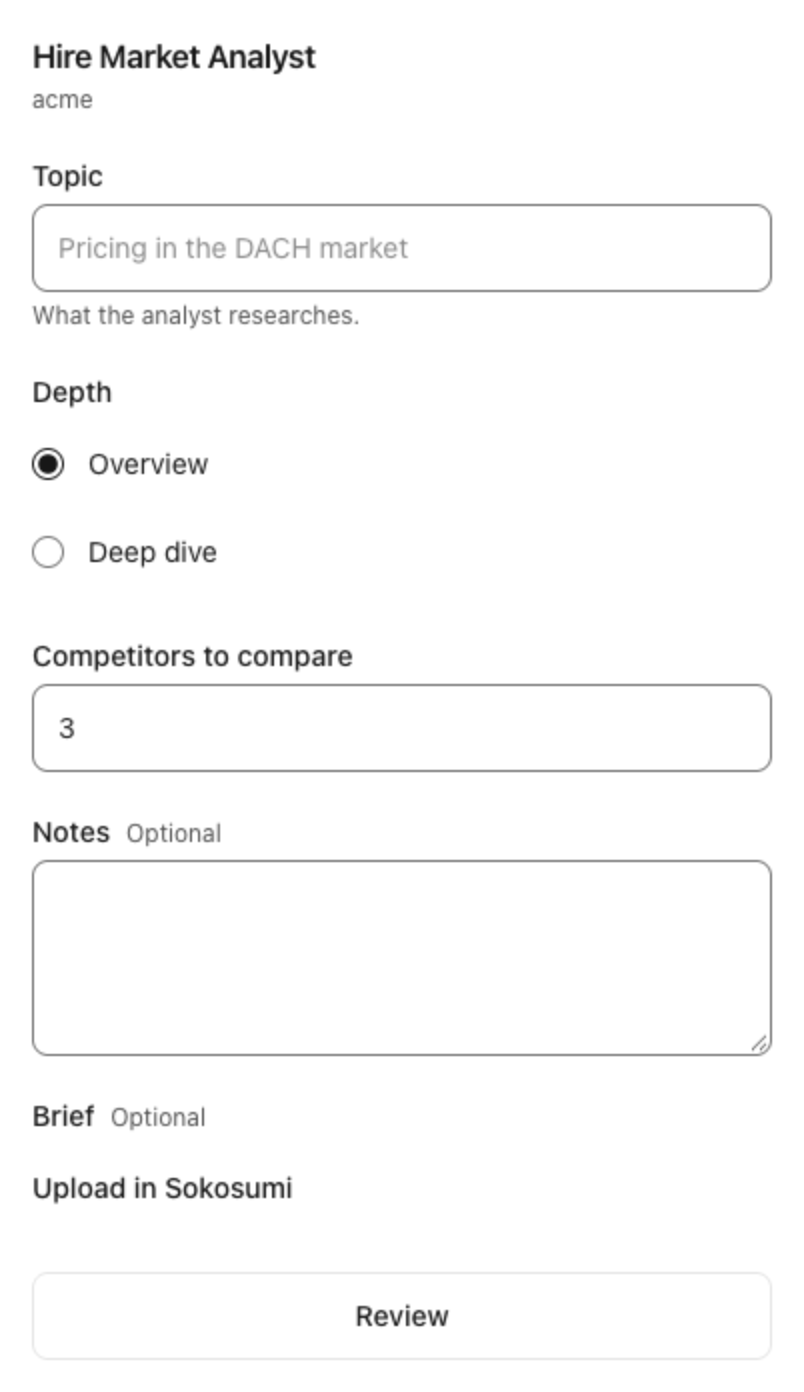 Hire Market Analyst
acme
Topic
Pricing in the DACH market
What the analyst researches.
Depth
Overview
Deep dive
Competitors to compare
3
Notes Optional
Brief Optional
Upload in Sokosumi
Review